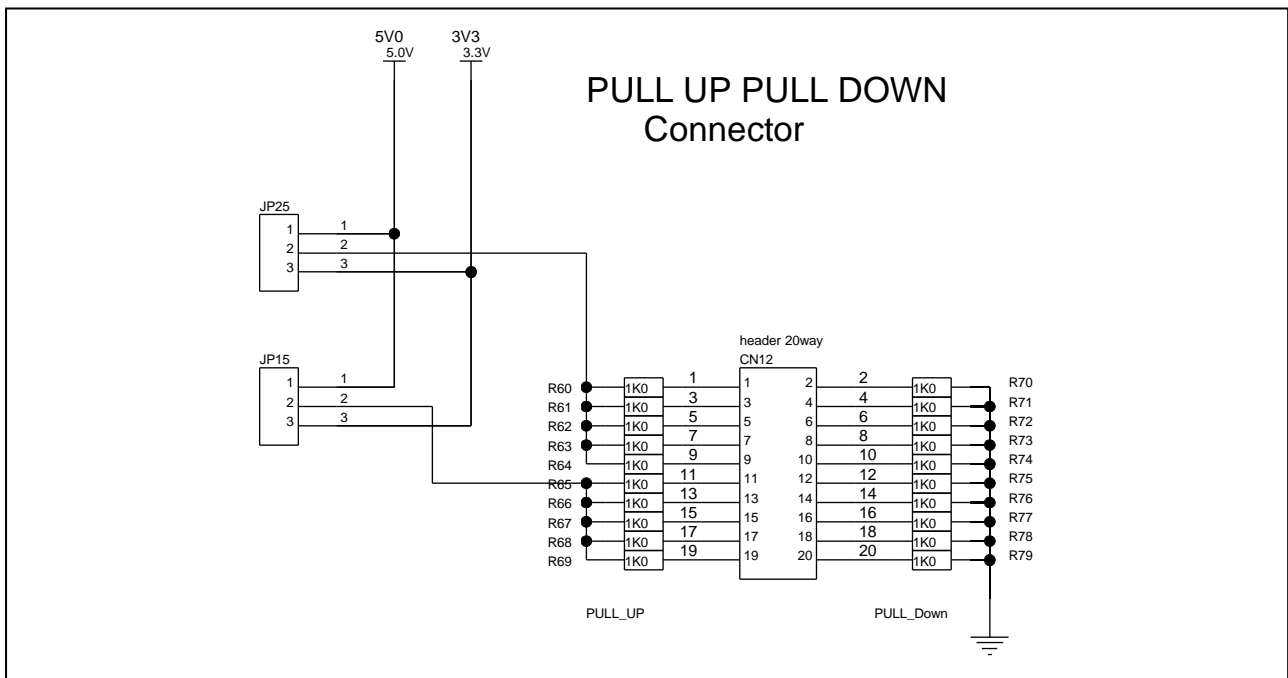 5V0 3V3
5.0V 3.3V
PULL UP PULL DOWN
Connector
JP25
1 1
2 2
3 3
header 20way
JP15 CN12
1 1
2 2
3 3
R60 1K0 1 1 2 2 1K0 R70
R61 1K0 3 3 4 4 1K0 R71
R62 1K0 5 5 6 6 1K0 R72
R63 1K0 7 7 8 8 1K0 R73
R64 1K0 9 9 10 10 1K0 R74
R65 1K0 11 11 12 12 1K0 R75
R66 1K0 13 13 14 14 1K0 R76
R67 1K0 15 15 16 16 1K0 R77
R68 1K0 17 17 18 18 1K0 R78
R69 1K0 19 19 20 20 1K0 R79
PULL_UP PULL_Down